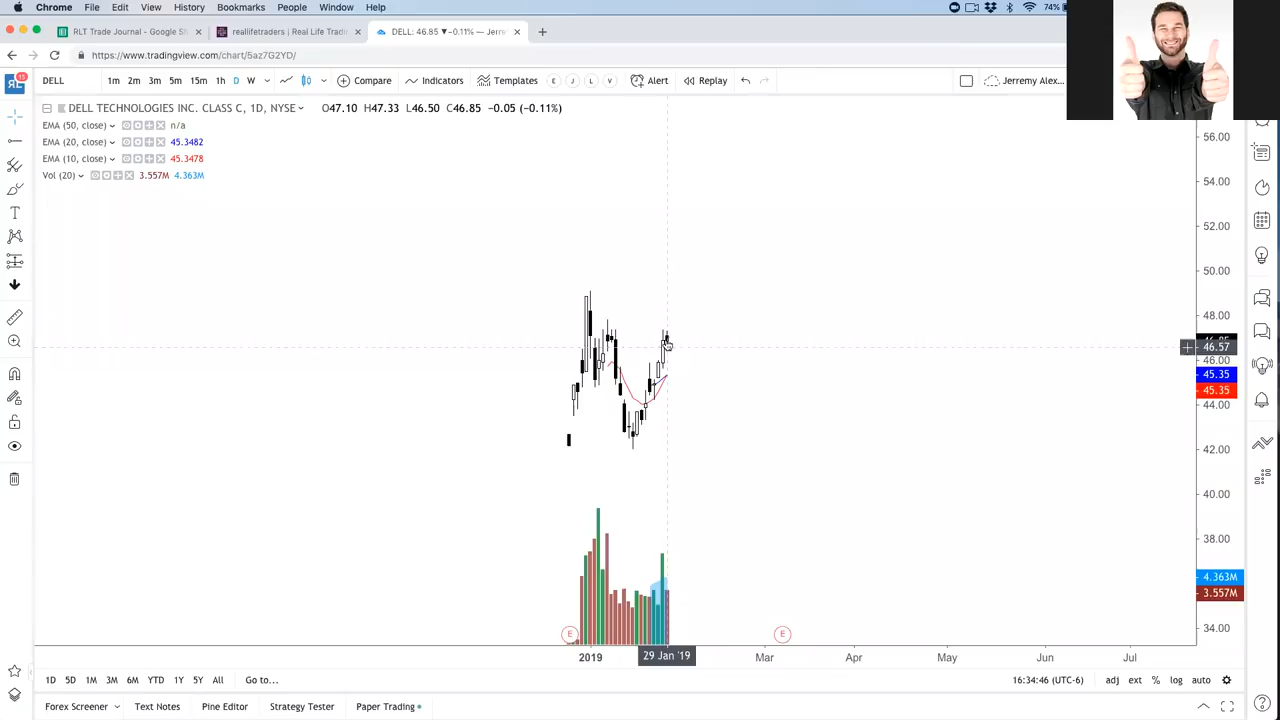 Chrome File Edit View History Bookmarks People Window Help 74%
RLT Trade Journal - Google Sh
reallifetraders | Real Life Tradi
DELL: 46.85 ▼−0.11% — Jerre
https://www.tradingview.com/chart/5az7G2YD/
RL 15 DELL 1m 2m 3m 5m 15m 1h D W Compare Indicators Templates E J L V Alert Replay Jerremy Alex...
DELL TECHNOLOGIES INC. CLASS C, 1D, NYSE O47.10 H47.33 L46.50 C46.85 −0.05 (−0.11%)
EMA (50, close) n/a
EMA (20, close) 45.3482
EMA (10, close) 45.3478
Vol (20) 3.557M 4.363M
56.00
54.00
52.00
50.00
48.00
46.57
46.00
45.35
45.35
44.00
42.00
40.00
38.00
4.363M
3.557M
34.00
E E
2019 29 Jan '19 Mar Apr May Jun Jul
1D 5D 1M 3M 6M YTD 1Y 5Y All Go to... 16:34:46 (UTC-6) adj ext % log auto
Forex Screener Text Notes Pine Editor Strategy Tester Paper Trading